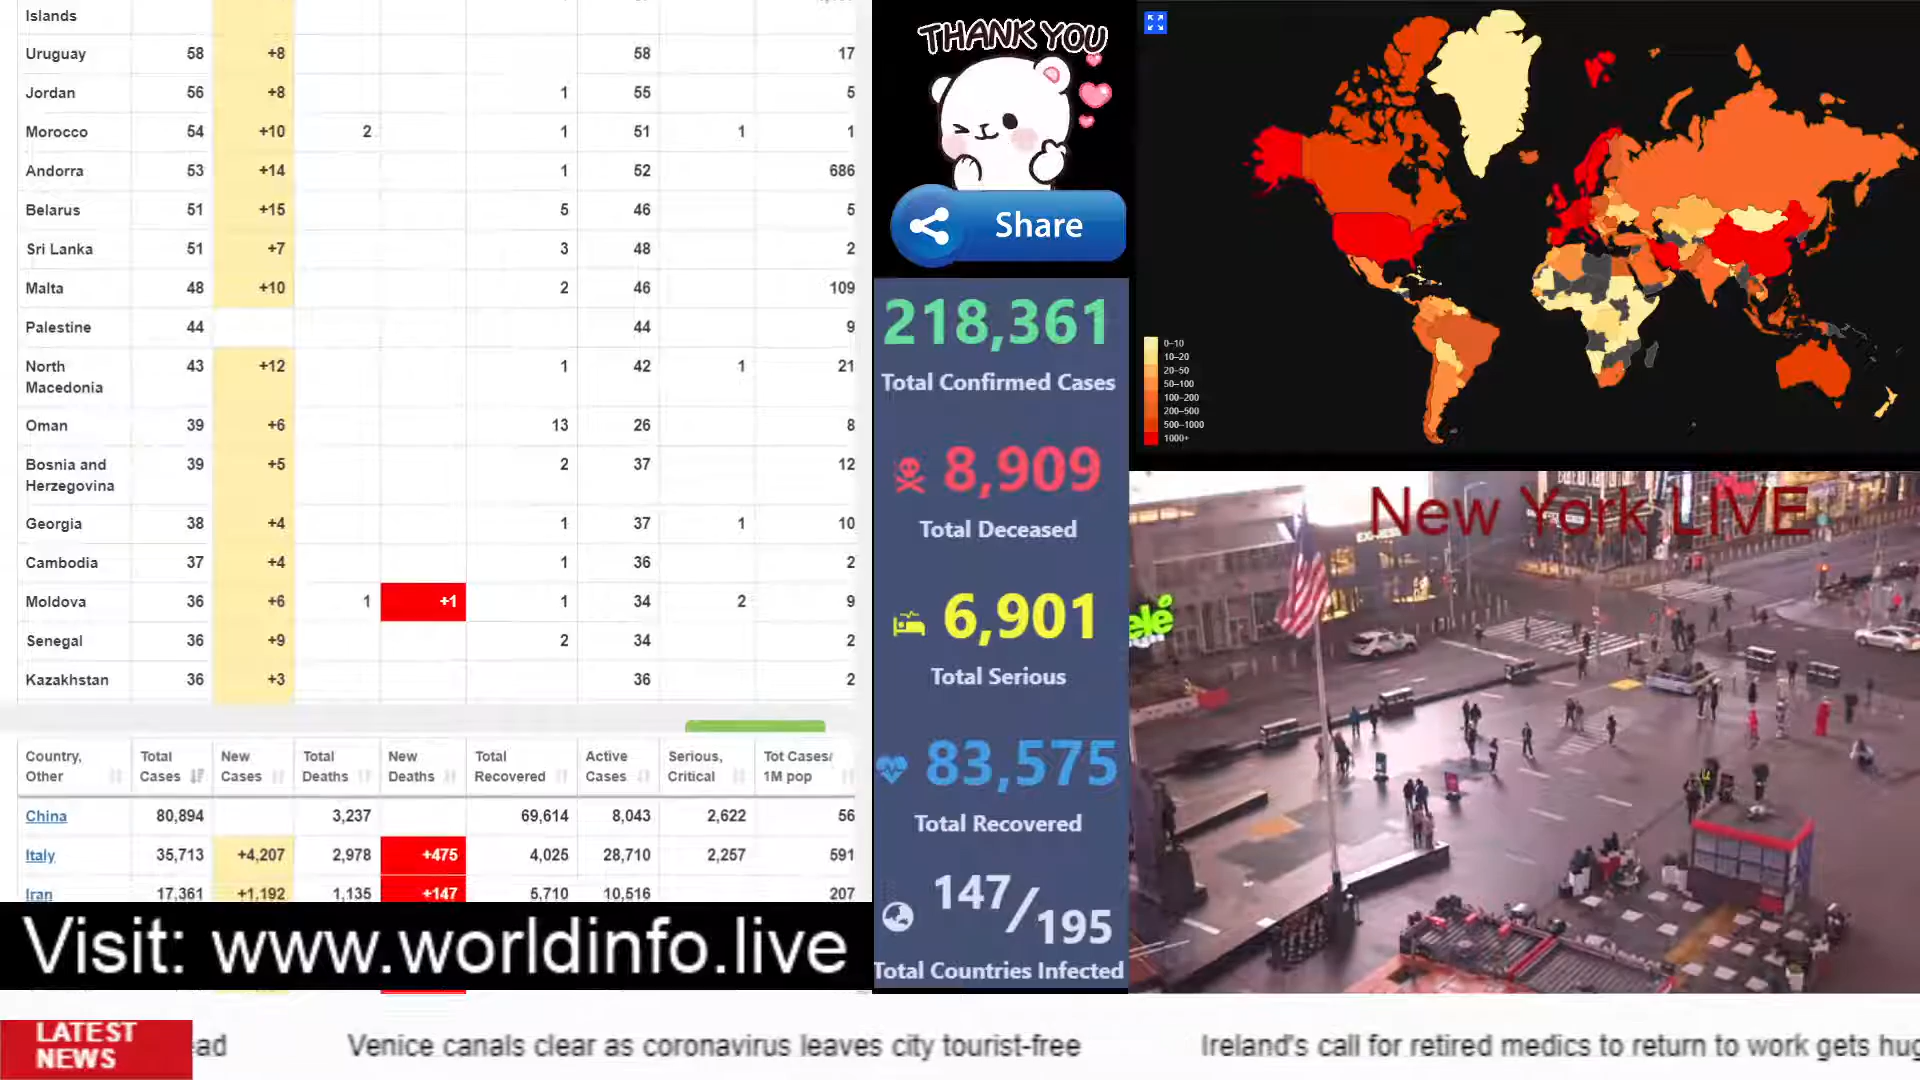 Islands
Uruguay 58 +8 58 17
Jordan 56 +8 1 55 5
Morocco 54 +10 2 1 51 1 1
Andorra 53 +14 1 52 686
Belarus 51 +15 5 46 5
Sri Lanka 51 +7 3 48 2
Malta 48 +10 2 46 109
Palestine 44 44 9
North Macedonia 43 +12 1 42 1 21
Oman 39 +6 13 26 8
Bosnia and Herzegovina 39 +5 2 37 12
Georgia 38 +4 1 37 1 10
Cambodia 37 +4 1 36 2
Moldova 36 +6 1 +1 1 34 2 9
Senegal 36 +9 2 34 2
Kazakhstan 36 +3 36 2
Country, Other Total Cases New Cases Total Deaths New Deaths Total Recovered Active Cases Serious, Critical Tot Cases/ 1M pop
China 80,894 3,237 69,614 8,043 2,622 56
Italy 35,713 +4,207 2,978 +475 4,025 28,710 2,257 591
Iran 17,361 +1,192 1,135 +147 5,710 10,516 207
Visit: www.worldinfo.live
THANK YOU
Share
218,361
Total Confirmed Cases
8,909
Total Deceased
6,901
Total Serious
83,575
Total Recovered
147/195
Total Countries Infected
0–10
10–20
20–50
50–100
100–200
200–500
500–1000
1000+
New York LIVE
elé
LATEST NEWS
ead
Venice canals clear as coronavirus leaves city tourist-free
Ireland's call for retired medics to return to work gets hug